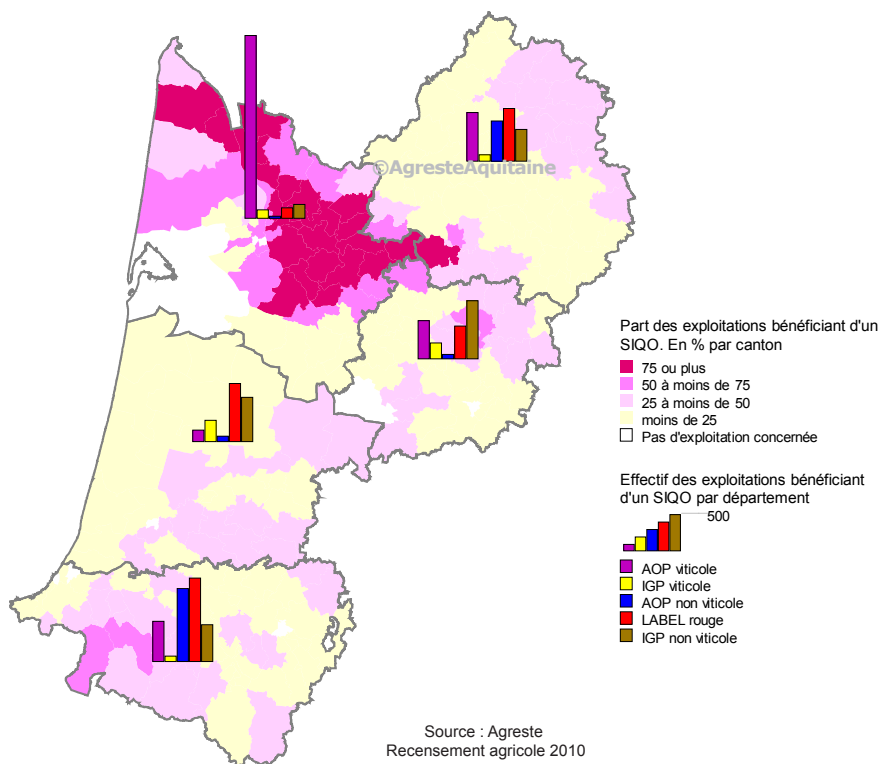 ©AgresteAquitaine
Part des exploitations bénéficiant d'un
SIQO. En % par canton
75 ou plus
50 à moins de 75
25 à moins de 50
moins de 25
Pas d'exploitation concernée
Effectif des exploitations bénéficiant
d'un SIQO par département
500
AOP viticole
IGP viticole
AOP non viticole
LABEL rouge
IGP non viticole
Source : Agreste
Recensement agricole 2010